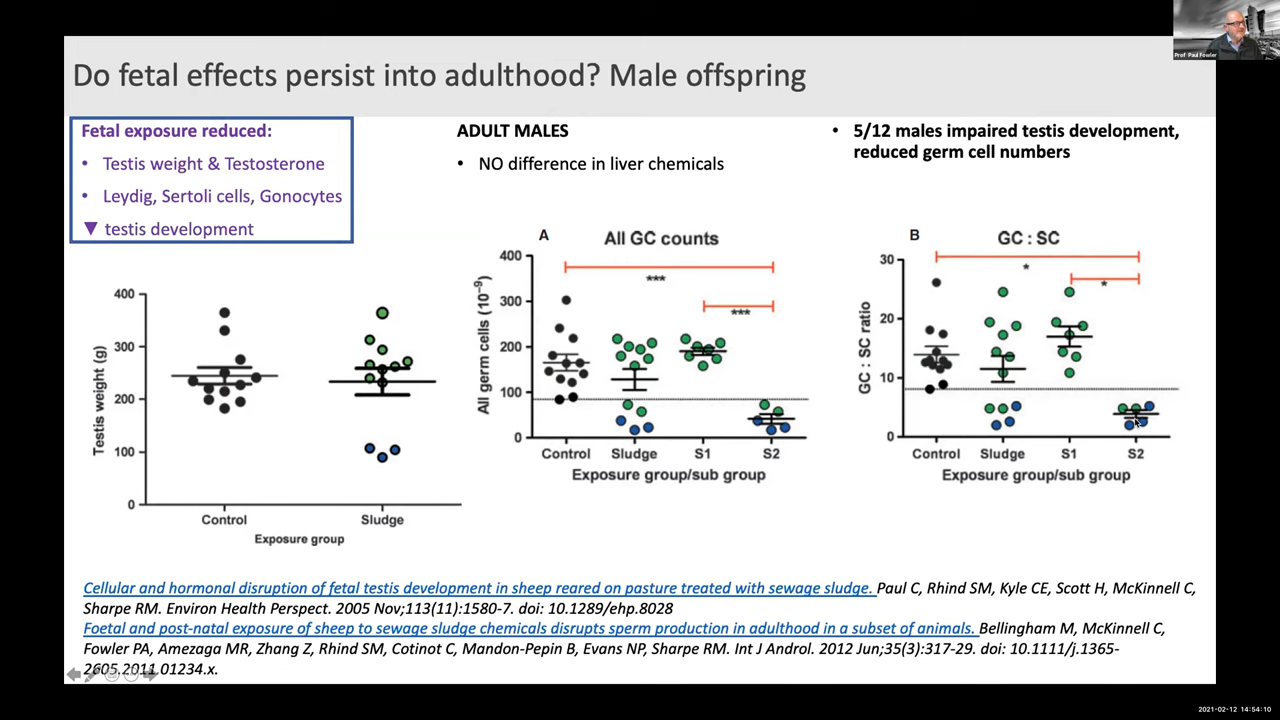 Prof Paul Fowler
Do fetal effects persist into adulthood? Male offspring
Fetal exposure reduced:
• Testis weight & Testosterone
• Leydig, Sertoli cells, Gonocytes
▼ testis development
ADULT MALES
• NO difference in liver chemicals
• 5/12 males impaired testis development,
reduced germ cell numbers
400
300
200
100
0
Testis weight (g)
Control
Sludge
Exposure group
A
All GC counts
400
300
200
100
0
All germ cells (10⁻⁹)
***
***
Control
Sludge
S1
S2
Exposure group/sub group
B
GC : SC
30
20
10
0
GC : SC ratio
*
*
Control
Sludge
S1
S2
Exposure group/sub group
Cellular and hormonal disruption of fetal testis development in sheep reared on pasture treated with sewage sludge. Paul C, Rhind SM, Kyle CE, Scott H, McKinnell C,
Sharpe RM. Environ Health Perspect. 2005 Nov;113(11):1580-7. doi: 10.1289/ehp.8028
Foetal and post-natal exposure of sheep to sewage sludge chemicals disrupts sperm production in adulthood in a subset of animals. Bellingham M, McKinnell C,
Fowler PA, Amezaga MR, Zhang Z, Rhind SM, Cotinot C, Mandon-Pepin B, Evans NP, Sharpe RM. Int J Androl. 2012 Jun;35(3):317-29. doi: 10.1111/j.1365-
2605.2011.01234.x.
2021-02-12 14:54:10